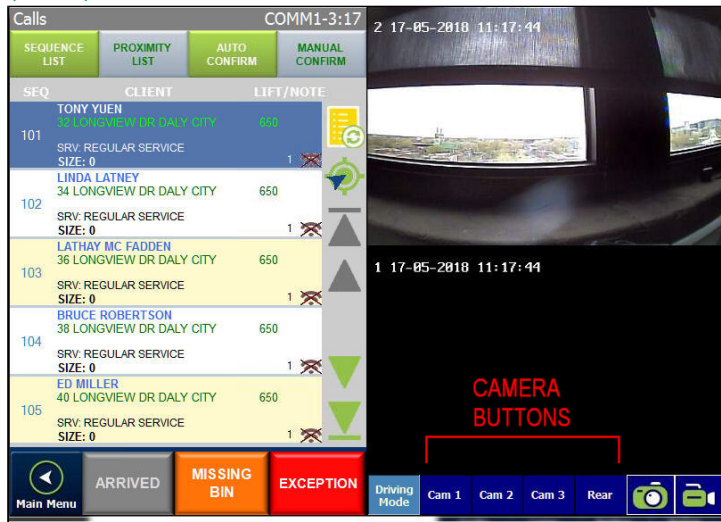 Calls COMM1-3:17
SEQUENCE LIST
PROXIMITY LIST
AUTO CONFIRM
MANUAL CONFIRM
SEQ CLIENT LIFT/NOTE
TONY YUEN
32 LONGVIEW DR DALY CITY 650
101
SRV: REGULAR SERVICE
SIZE: 0 1
LINDA LATNEY
34 LONGVIEW DR DALY CITY 650
102
SRV: REGULAR SERVICE
SIZE: 0 1
LATHAY MC FADDEN
36 LONGVIEW DR DALY CITY 650
103
SRV: REGULAR SERVICE
SIZE: 0 1
BRUCE ROBERTSON
38 LONGVIEW DR DALY CITY 650
104
SRV: REGULAR SERVICE
SIZE: 0 1
ED MILLER
40 LONGVIEW DR DALY CITY 650
105
SRV: REGULAR SERVICE
SIZE: 0 1
Main Menu
ARRIVED
MISSING
BIN
EXCEPTION
2 17-05-2018 11:17:44
1 17-05-2018 11:17:44
CAMERA
BUTTONS
Driving
Mode
Cam 1
Cam 2
Cam 3
Rear